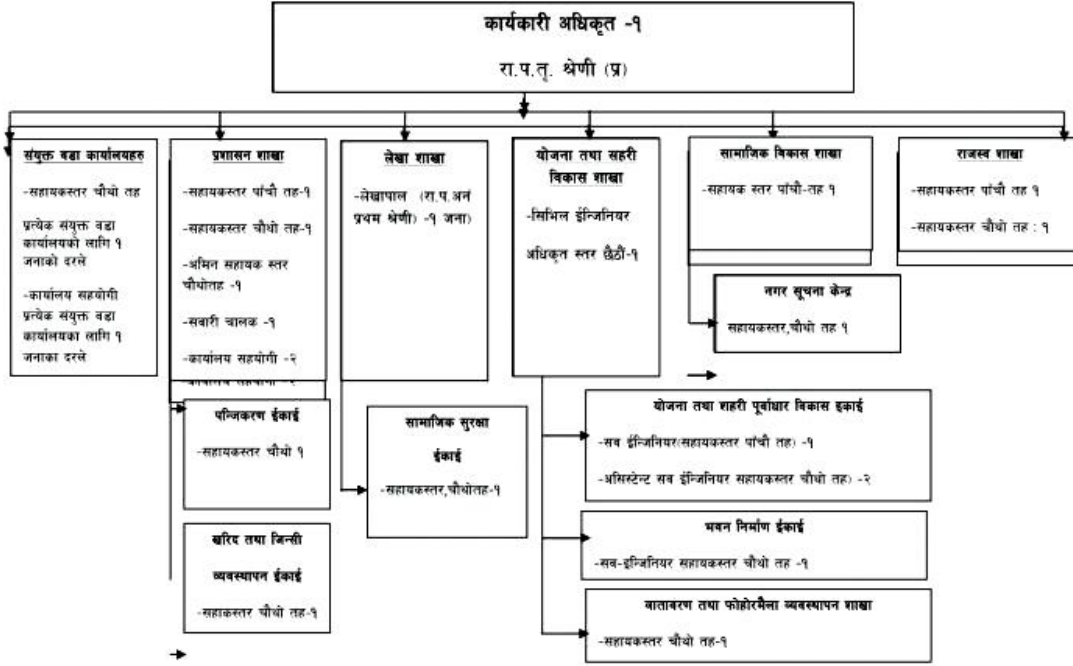 कार्यकारी अधिकृत -१
रा.प.तृ. श्रेणी (प्र)
संयुक्त वडा कार्यालयहरु
-सहायकस्तर चौथो तह
प्रत्येक संयुक्त वडा
कार्यालयको लागि १
जनाको दरले
-कार्यालय सहयोगी
प्रत्येक संयुक्त वडा
कार्यालयका लागि १
जनाका दरले
प्रशासन शाखा
-सहायकस्तर पांचौ तह-१
-सहायकस्तर चौथो तह-१
-अमिन सहायक स्तर
चौथोतह -१
-सवारी चालक -१
-कार्यालय सहयोगी -२
-कार्यालय सहयोगी -२
पन्जिकरण ईकाई
-सहायकस्तर चौथो १
खरिद तथा जिन्सी
व्यवस्थापन ईकाई
-सहाकस्तर चौथो तह-१
लेखा शाखा
-लेखापाल (रा.प.अनं
प्रथम श्रेणी) -१ जना)
सामाजिक सुरक्षा
ईकाई
-सहायकस्तर,चौथोतह-१
योजना तथा सहरी
विकास शाखा
-सिभिल ईन्जिनियर
अधिकृत स्तर छैठौं-१
योजना तथा शहरी पूर्वाधार विकास इकाई
-सव ईन्जिनियर(सहायकस्तर पांचौ तह) -१
-असिस्टेन्ट सव इंन्जिनियर सहायकस्तर चौथो तह) -२
भवन निर्माण ईकाई
-सव-इन्जिनियर सहायकस्तर चौथो तह -१
वातावरण तथा फोहोरमैला व्यवस्थापन शाखा
-सहायकस्तर चौथो तह-१
सामाजिक विकास शाखा
-सहायक स्तर पांचौ-तह १
नगर सूचना केन्द्र
सहायकस्तर,चौथो तह १
राजस्व शाखा
-सहायकस्तर पांचौ तह १
-सहायकस्तर चौथो तह : १